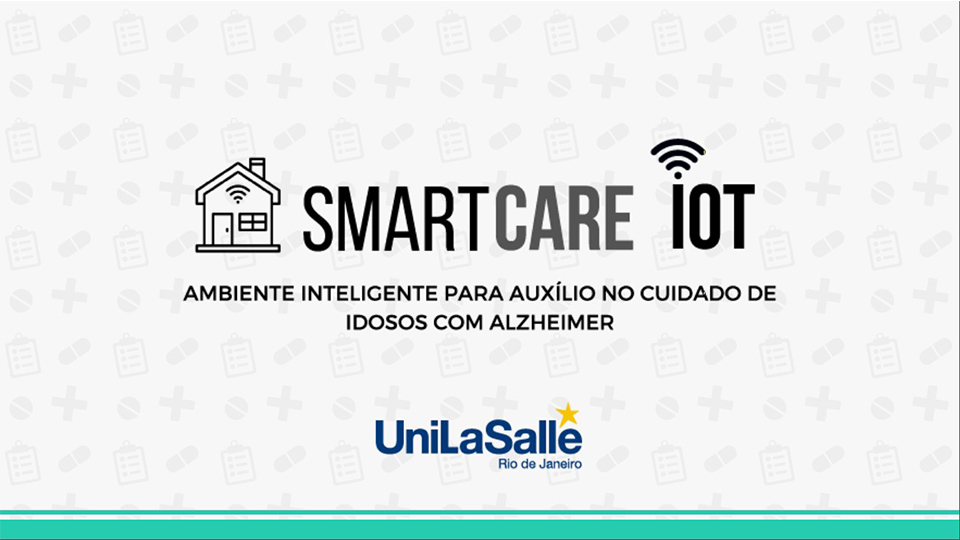 SMARTCARE IOT
AMBIENTE INTELIGENTE PARA AUXÍLIO NO CUIDADO DE
IDOSOS COM ALZHEIMER
UniLaSalle
Rio de Janeiro